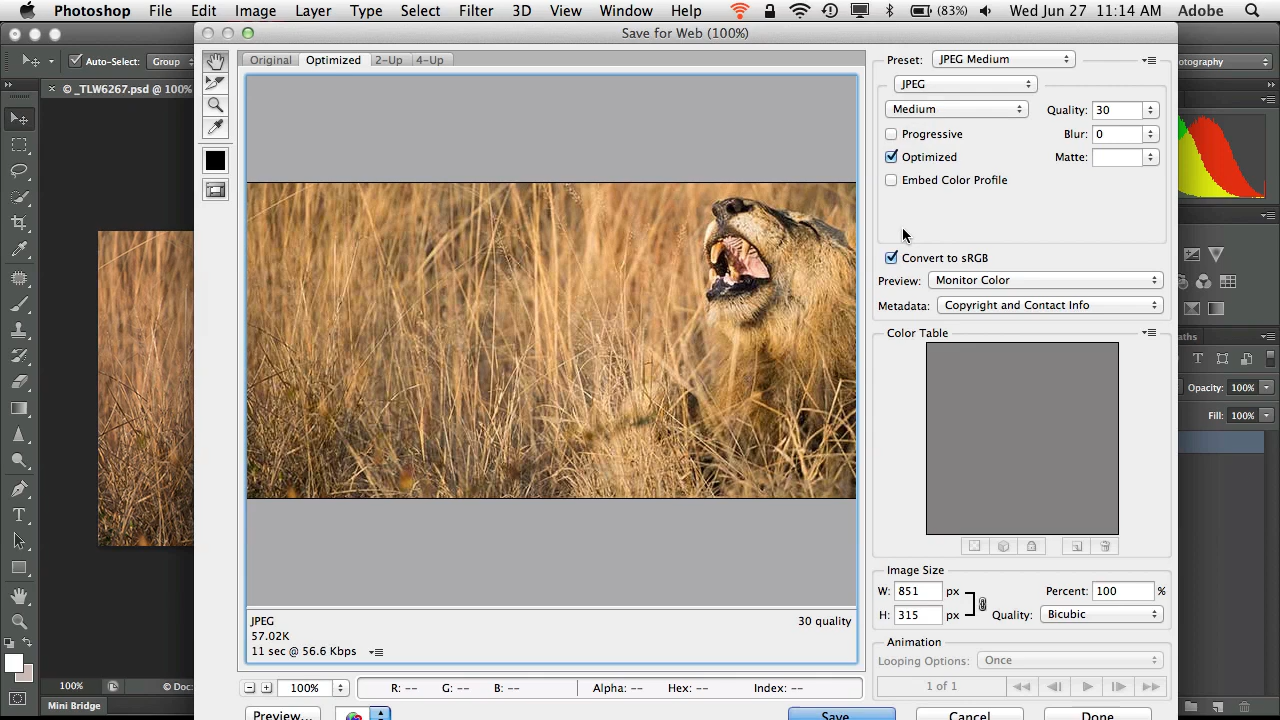 Photoshop File Edit Image Layer Type Select Filter 3D View Window Help (83%) Wed Jun 27 11:14 AM Adobe
Save for Web (100%)
Auto-Select: Group
© _TLW6267.psd @ 100%
Original Optimized 2-Up 4-Up
Preset: JPEG Medium
JPEG
Medium Quality: 30
Progressive Blur: 0
Optimized Matte:
Embed Color Profile
Convert to sRGB
Preview: Monitor Color
Metadata: Copyright and Contact Info
Color Table
Image Size
W: 851 px Percent: 100 %
H: 315 px Quality: Bicubic
Animation
Looping Options: Once
1 of 1
JPEG 30 quality
57.02K
11 sec @ 56.6 Kbps
100% R: -- G: -- B: -- Alpha: -- Hex: -- Index: --
Preview... Save Cancel Done
otography
aths
Opacity: 100%
Fill: 100%
100% © Doc:
Mini Bridge